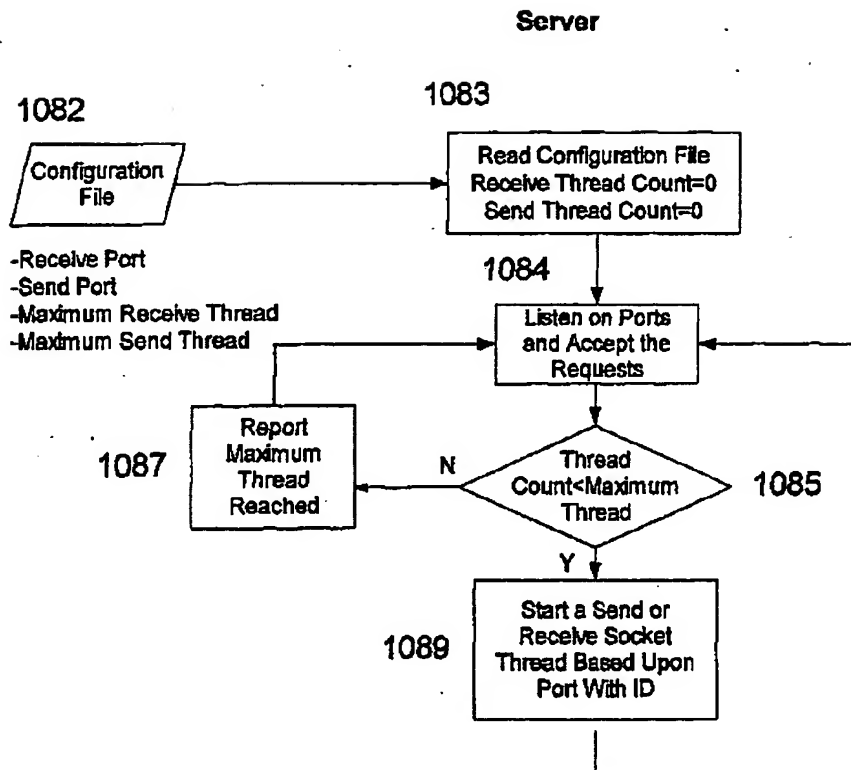 Server
1082
1083
Configuration
File
Read Configuration File
Receive Thread Count=0
Send Thread Count=0
-Receive Port
-Send Port
-Maximum Receive Thread
-Maximum Send Thread
1084
Listen on Ports
and Accept the
Requests
Report
Maximum
Thread
Reached
1087
N
Thread
Count<Maximum
Thread
1085
Y
Start a Send or
Receive Socket
Thread Based Upon
Port With ID
1089